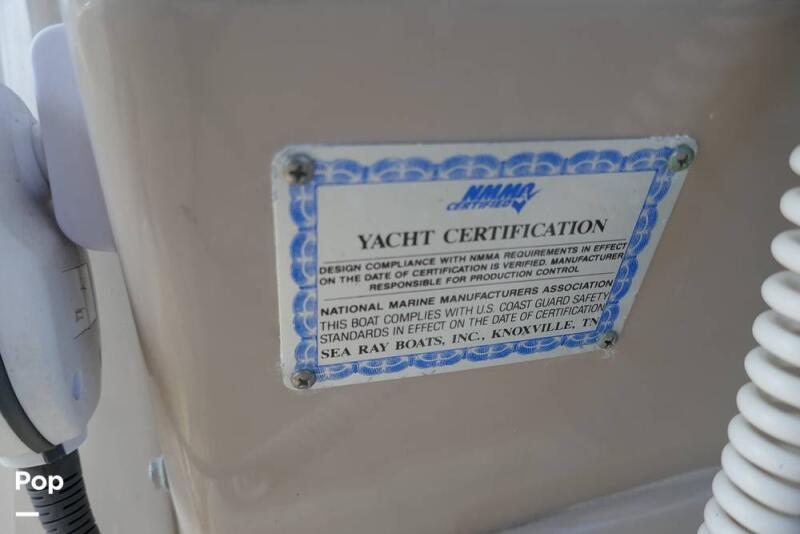 NMMA
CERTIFIED
YACHT CERTIFICATION
DESIGN COMPLIANCE WITH NMMA REQUIREMENTS IN EFFECT
ON THE DATE OF CERTIFICATION IS VERIFIED. MANUFACTURER
RESPONSIBLE FOR PRODUCTION CONTROL
NATIONAL MARINE MANUFACTURERS ASSOCIATION
THIS BOAT COMPLIES WITH U.S. COAST GUARD SAFETY
STANDARDS IN EFFECT ON THE DATE OF CERTIFICATION
SEA RAY BOATS, INC., KNOXVILLE, TN
Pop